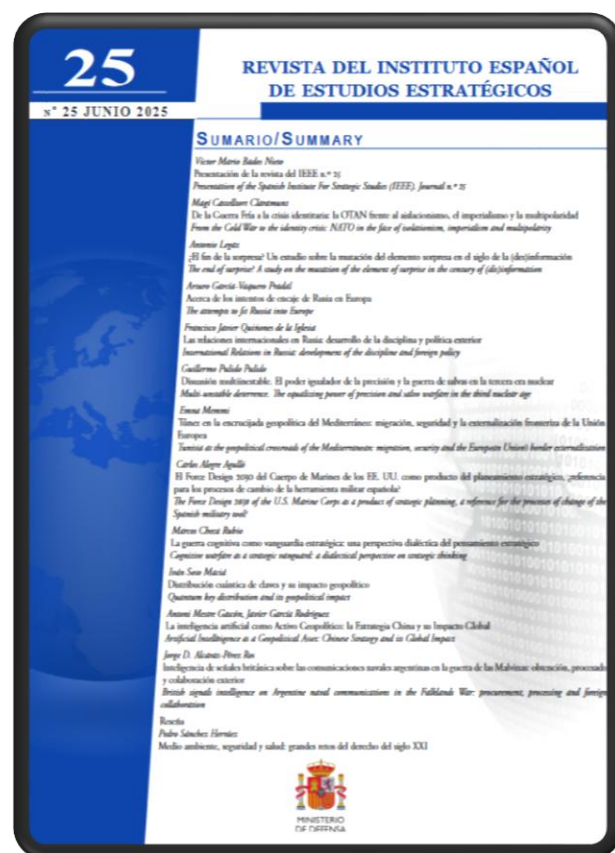 25
nº 25 JUNIO 2025
REVISTA DEL INSTITUTO ESPAÑOL
DE ESTUDIOS ESTRATÉGICOS
SUMARIO/SUMMARY
Víctor Mario Bados Nieto
Presentación de la revista del IEEE n.º 25
Presentation of the Spanish Institute For Strategic Studies (IEEE). Journal n.º 25
Magí Castelltort Claramunt
De la Guerra Fría a la crisis identitaria: la OTAN frente al aislacionismo, el imperialismo y la multipolaridad
From the Cold War to the identity crisis: NATO in the face of isolationism, imperialism and multipolarity
Antonio
¿El fin de la sorpresa? Un estudio sobre la mutación del elemento sorpresa en el siglo de la (des)información
The end of surprise? A study on the mutation of the element of surprise in the century of (dis)information
Arturo García-Vaquero Pradal
Acerca de los intentos de encaje de Rusia en Europa
The attempts to fit Russia into Europe
Francisco Javier Quiñones de la Iglesia
Las relaciones internacionales en Rusia: desarrollo de la disciplina y política exterior
International Relations in Russia: development of the discipline and foreign policy
Guillermo Pulido Pulido
Disuasión multiinestable. El poder igualador de la precisión y la guerra de salvas en la tercera era nuclear
Multi-unstable deterrence. The equalizing power of precision and salvo warfare in the third nuclear age
Emna Memmi
Túnez en la encrucijada geopolítica del Mediterráneo: migración, seguridad y la externalización fronteriza de la Unión
Europea
Tunisia at the geopolitical crossroads of the Mediterranean: migration, security and the European Union's border externalization
Carlos Alegre Agulló
El Force Design 2030 del Cuerpo de Marines de los EE. UU. como producto del planeamiento estratégico, ¿referencia
para los procesos de cambio de la herramienta militar española?
The Force Design 2030 of the U.S. Marine Corps as a product of strategic planning, a reference for the processes of change of the
Spanish military tool?
Marcos Checa Rubio
La guerra cognitiva como vanguardia estratégica: una perspectiva dialéctica del pensamiento estratégico
Cognitive warfare as a strategic vanguard: a dialectical perspective on strategic thinking
Iván Soto Maciá
Distribución cuántica de claves y su impacto geopolítico
Quantum key distribution and its geopolitical impact
Antoni Mestre Gascón, Javier García Rodríguez
La inteligencia artificial como Activo Geopolítico: la Estrategia China y su Impacto Global
Artificial Intelligence as a Geopolitical Asset: Chinese Strategy and its Global Impact
Jorge D. Alcaraz-Pérez Ros
Inteligencia de señales británica sobre las comunicaciones navales argentinas en la guerra de las Malvinas: obtención, procesado
y colaboración exterior
British signals intelligence on Argentine naval communications in the Falklands War: procurement, processing and foreign
collaboration
Reseña
Pedro Sánchez Herráez
Medio ambiente, seguridad y salud: grandes retos del derecho del siglo XXI
MINISTERIO
DE DEFENSA